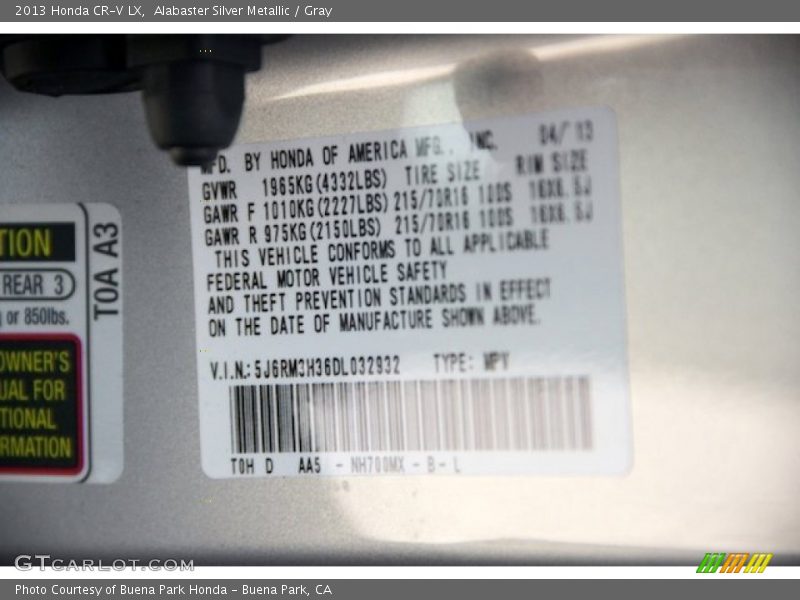 2013 Honda CR-V LX,  Alabaster Silver Metallic / Gray
MFD. BY HONDA OF AMERICA MFG., INC. 04/13
GVWR 1965KG(4332LBS) TIRE SIZE RIM SIZE
GAWR F 1010KG(2227LBS) 215/70R16 100S 16X6.5J
GAWR R 975KG(2150LBS) 215/70R16 100S 16X6.5J
THIS VEHICLE CONFORMS TO ALL APPLICABLE
FEDERAL MOTOR VEHICLE SAFETY
AND THEFT PREVENTION STANDARDS IN EFFECT
ON THE DATE OF MANUFACTURE SHOWN ABOVE.
V.I.N.: 5J6RM3H36DL032932 TYPE: MPV
T0H D AA5 - NH700MX - B - L
TION
REAR 3
or 850lbs.
T0A A3
OWNER'S
UAL FOR
TIONAL
RMATION
GTCARLOT.COM
Photo Courtesy of Buena Park Honda - Buena Park, CA